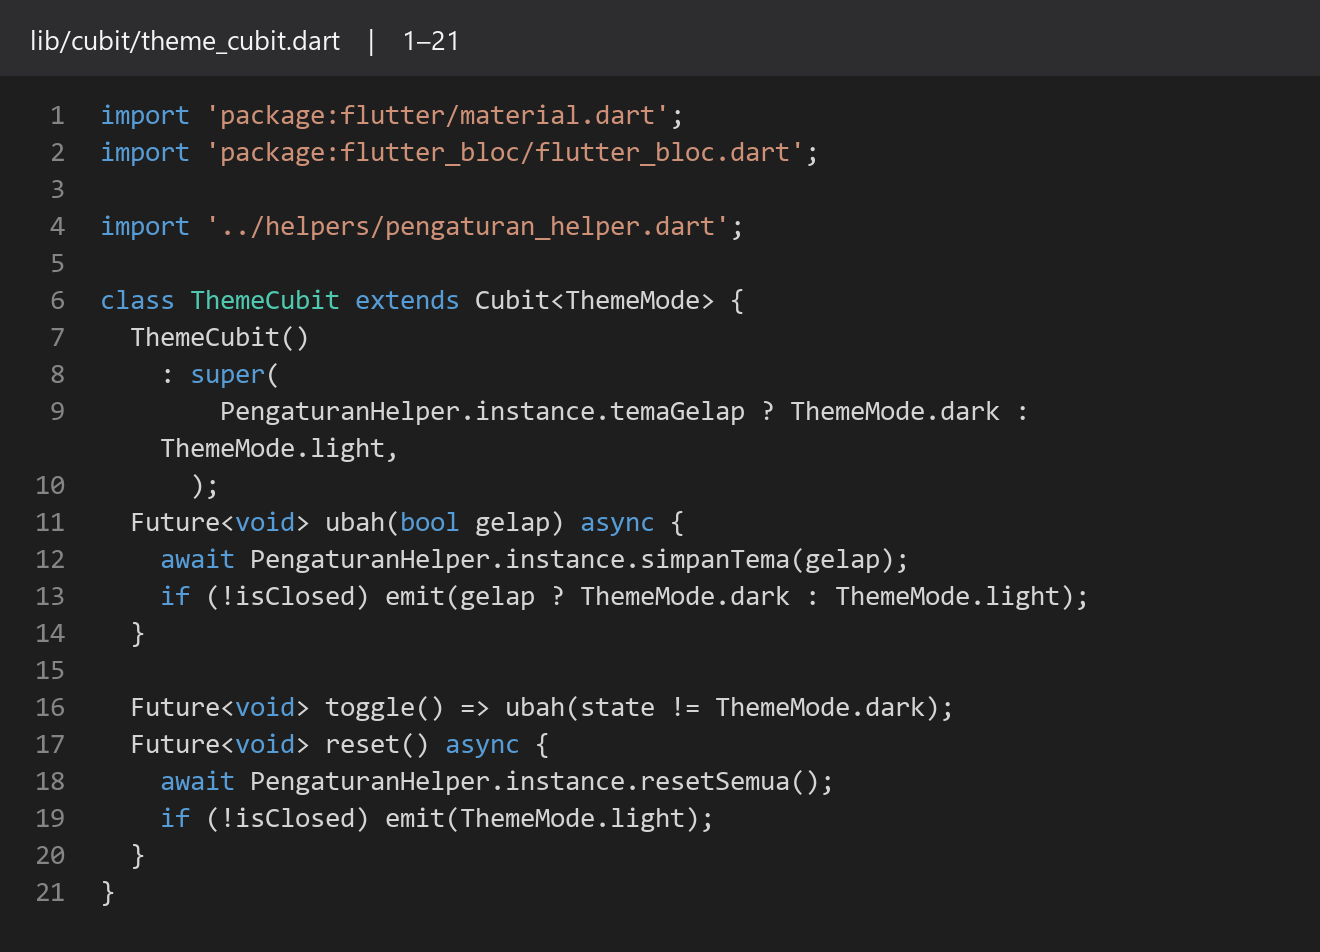 lib/cubit/theme_cubit.dart | 1–21
1 import 'package:flutter/material.dart';
2 import 'package:flutter_bloc/flutter_bloc.dart';
3
4 import '../helpers/pengaturan_helper.dart';
5
6 class ThemeCubit extends Cubit<ThemeMode> {
7   ThemeCubit()
8     : super(
9         PengaturanHelper.instance.temaGelap ? ThemeMode.dark :
    ThemeMode.light,
10       );
11   Future<void> ubah(bool gelap) async {
12     await PengaturanHelper.instance.simpanTema(gelap);
13     if (!isClosed) emit(gelap ? ThemeMode.dark : ThemeMode.light);
14   }
15
16   Future<void> toggle() => ubah(state != ThemeMode.dark);
17   Future<void> reset() async {
18     await PengaturanHelper.instance.resetSemua();
19     if (!isClosed) emit(ThemeMode.light);
20   }
21 }